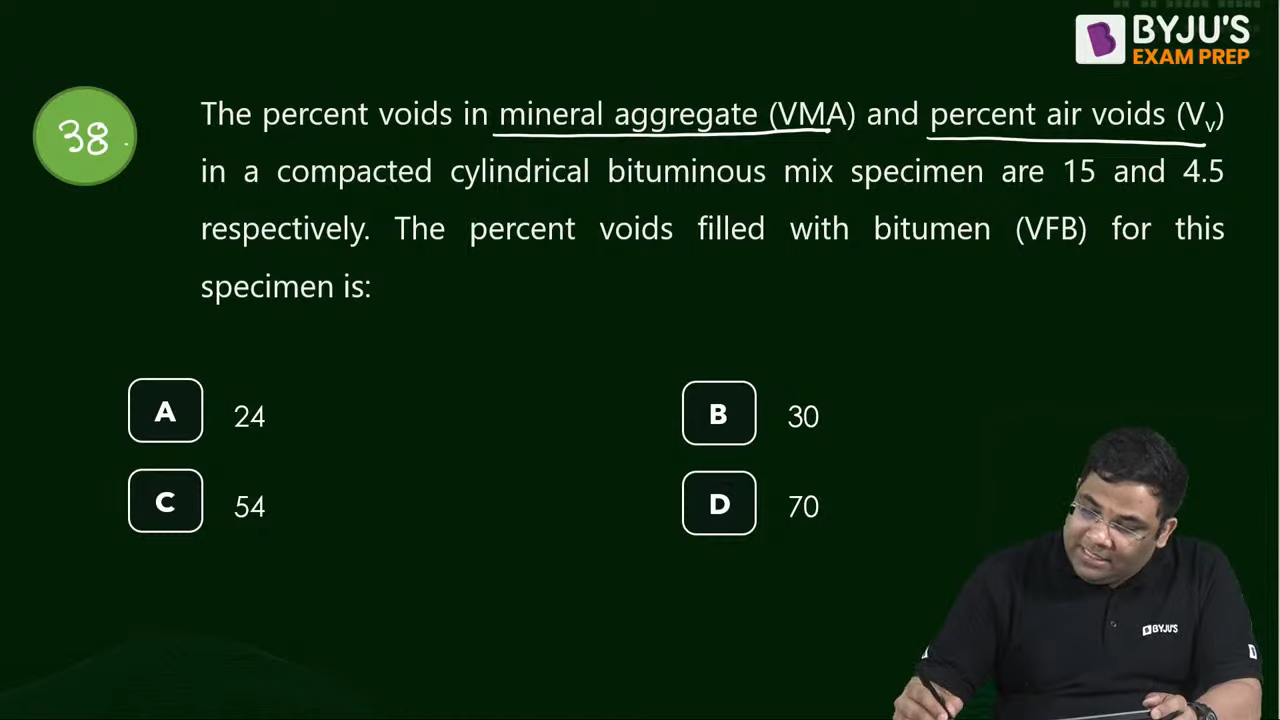 BYJU'S
EXAM PREP
38
The percent voids in mineral aggregate (VMA) and percent air voids (Vv)
in a compacted cylindrical bituminous mix specimen are 15 and 4.5
respectively. The percent voids filled with bitumen (VFB) for this
specimen is:
A 24
B 30
C 54
D 70
BYJU'S